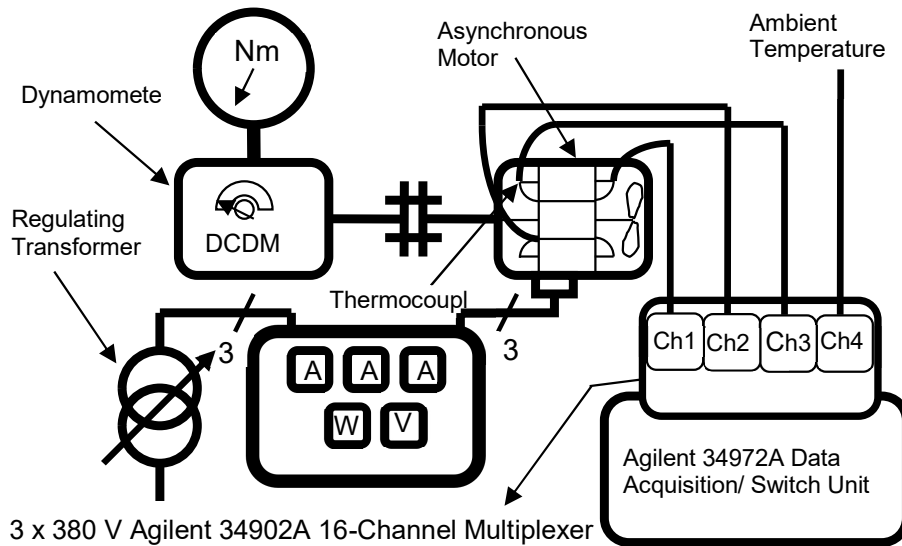 Nm
Asynchronous
Motor
Ambient
Temperature
Dynamomete
Regulating
Transformer
DCDM
Thermocoupl
3
3
A A A
W V
Ch1 Ch2 Ch3 Ch4
Agilent 34972A Data
Acquisition/ Switch Unit
3 x 380 V Agilent 34902A 16-Channel Multiplexer